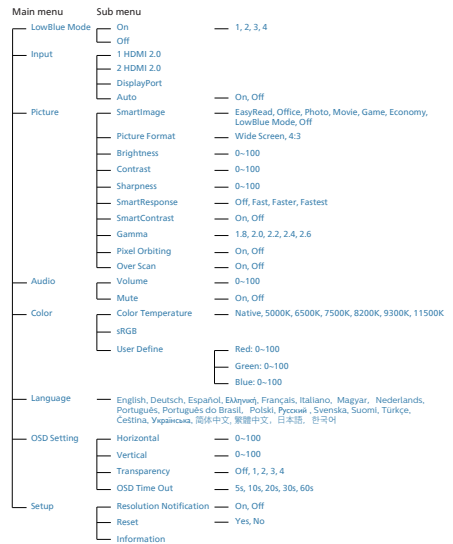 Main menu Sub menu
LowBlue Mode On 1, 2, 3, 4
Off
Input 1 HDMI 2.0
2 HDMI 2.0
DisplayPort
Auto On, Off
Picture SmartImage EasyRead, Office, Photo, Movie, Game, Economy,
LowBlue Mode, Off
Picture Format Wide Screen, 4:3
Brightness 0~100
Contrast 0~100
Sharpness 0~100
SmartResponse Off, Fast, Faster, Fastest
SmartContrast On, Off
Gamma 1.8, 2.0, 2.2, 2.4, 2.6
Pixel Orbiting On, Off
Over Scan On, Off
Audio Volume 0~100
Mute On, Off
Color Color Temperature Native, 5000K, 6500K, 7500K, 8200K, 9300K, 11500K
sRGB
User Define Red: 0~100
Green: 0~100
Blue: 0~100
Language English, Deutsch, Español, Ελληνική, Français, Italiano, Magyar, Nederlands,
Português, Português do Brasil, Polski, Русский , Svenska, Suomi, Türkçe,
Čeština, Українська, 简体中文, 繁體中文, 日本語, 한국어
OSD Setting Horizontal 0~100
Vertical 0~100
Transparency Off, 1, 2, 3, 4
OSD Time Out 5s, 10s, 20s, 30s, 60s
Setup Resolution Notification On, Off
Reset Yes, No
Information